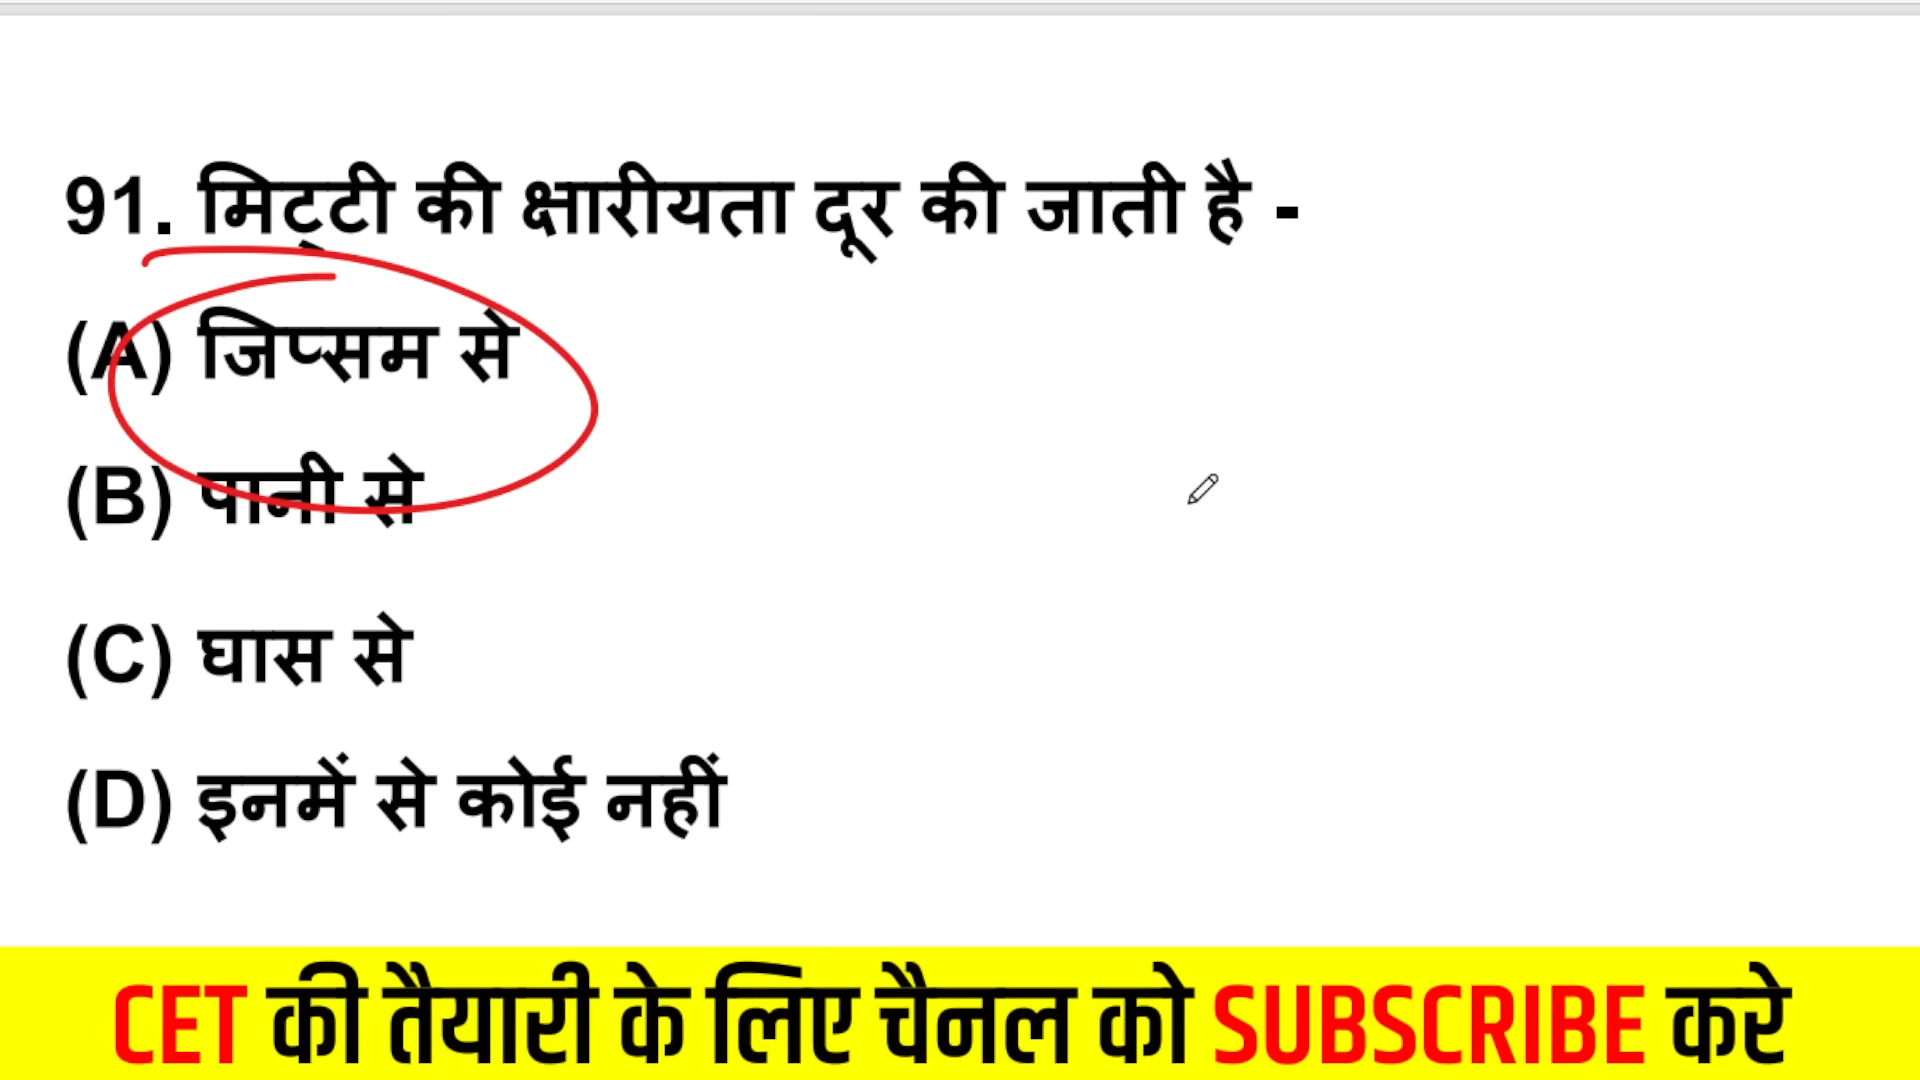 91. मिट्टी की क्षारीयता दूर की जाती है -
(A) जिप्सम से
(B) पानी से
(C) घास से
(D) इनमें से कोई नहीं
CET की तैयारी के लिए चैनल को SUBSCRIBE करे